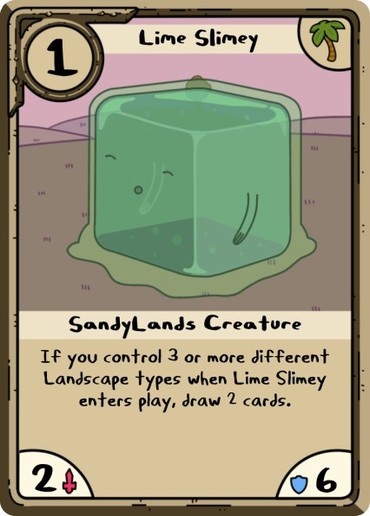 1
Lime Slimey
SandyLands Creature
If you control 3 or more different
Landscape types when Lime Slimey
enters play, draw 2 cards.
2
6